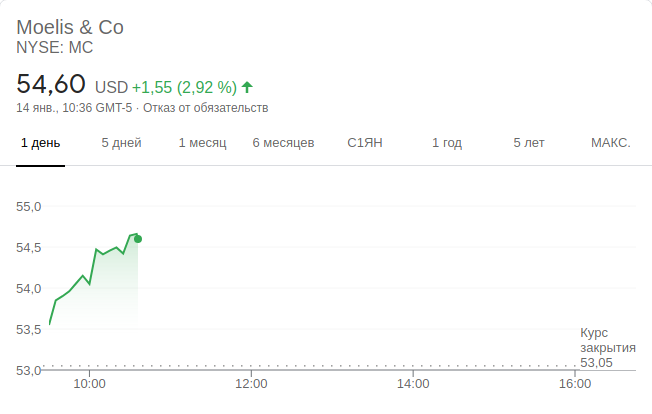 Moelis & Co
NYSE: MC
54,60 USD +1,55 (2,92 %)
14 янв., 10:36 GMT-5 · Отказ от обязательств
1 день 5 дней 1 месяц 6 месяцев С1ЯН 1 год 5 лет МАКС.
55,0
54,5
54,0
53,5
53,0
Курс
закрытия
53,05
10:00 12:00 14:00 16:00